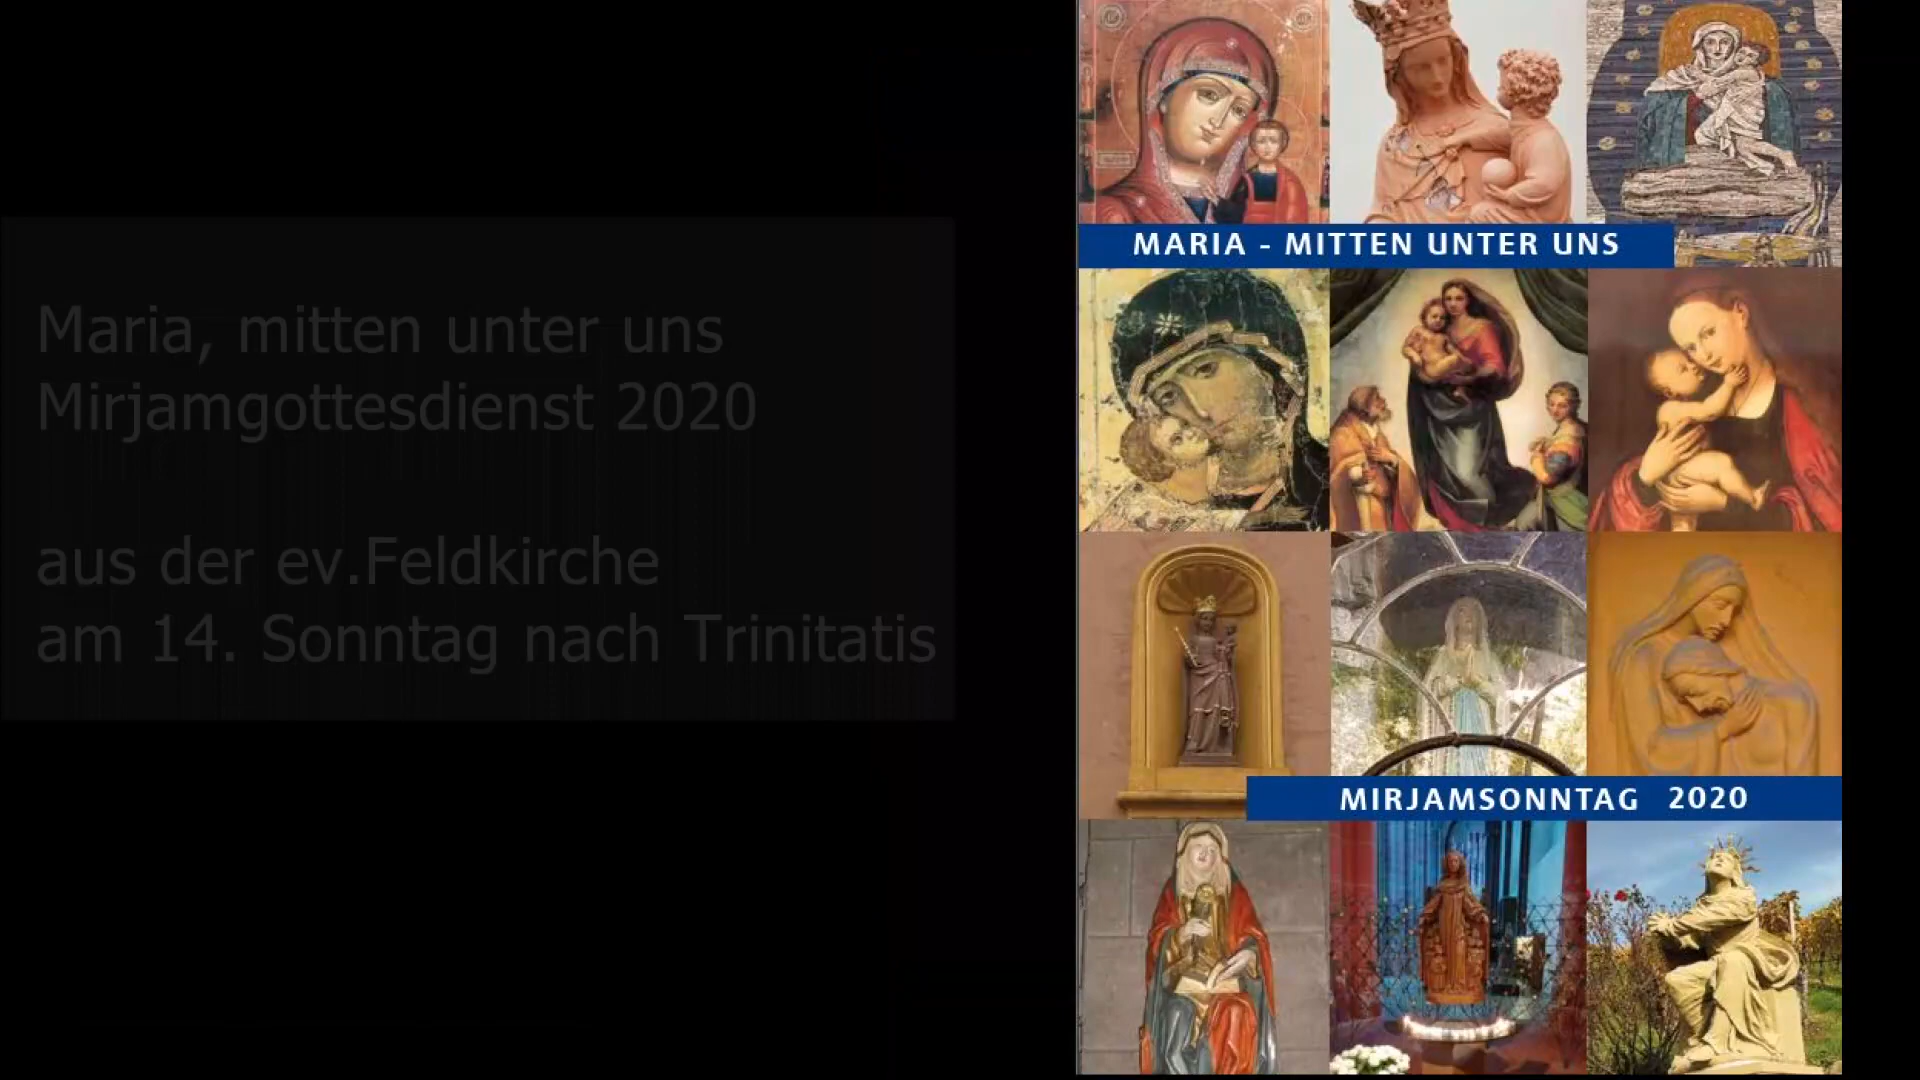 Maria, mitten unter uns
Mirjamgottesdienst 2020
aus der ev.Feldkirche
am 14. Sonntag nach Trinitatis
MARIA - MITTEN UNTER UNS
MIRJAMSONNTAG 2020